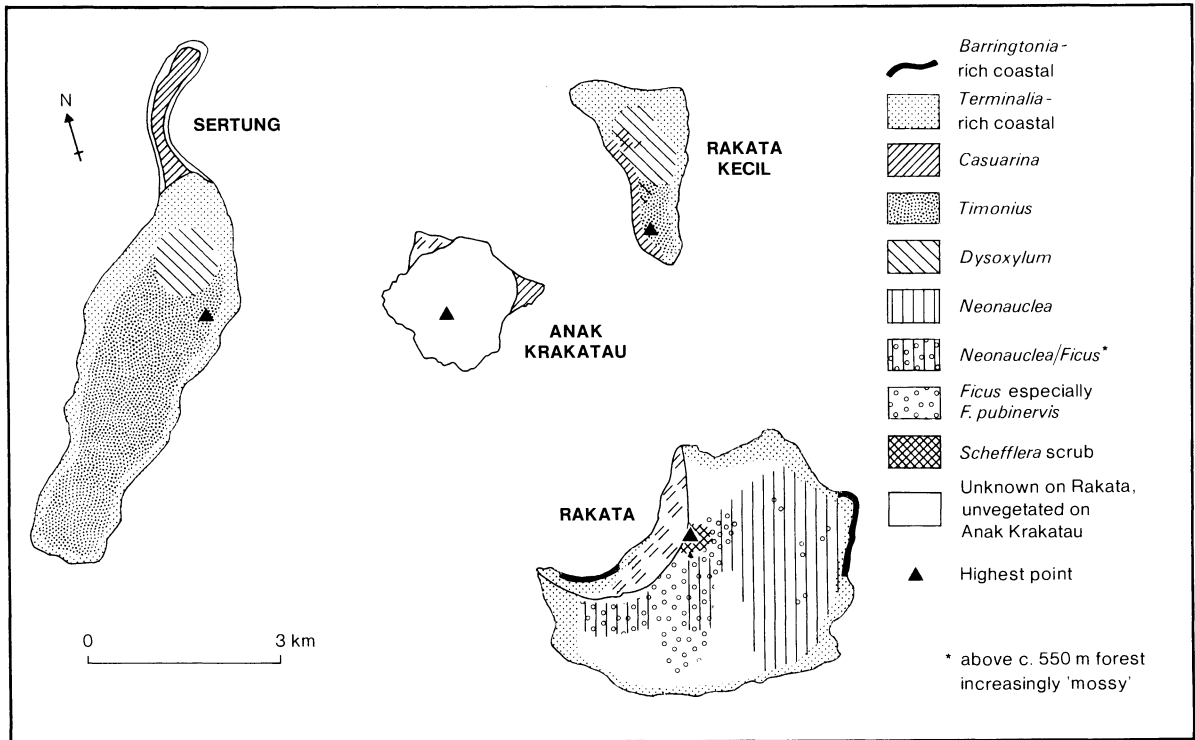 N
SERTUNG
RAKATA
KECIL
ANAK
KRAKATAU
RAKATA
0 3 km
Barringtonia-
rich coastal
Terminalia-
rich coastal
Casuarina
Timonius
Dysoxylum
Neonauclea
Neonauclea/Ficus*
Ficus especially
F. pubinervis
Schefflera scrub
Unknown on Rakata,
unvegetated on
Anak Krakatau
Highest point
* above c. 550 m forest
increasingly 'mossy'